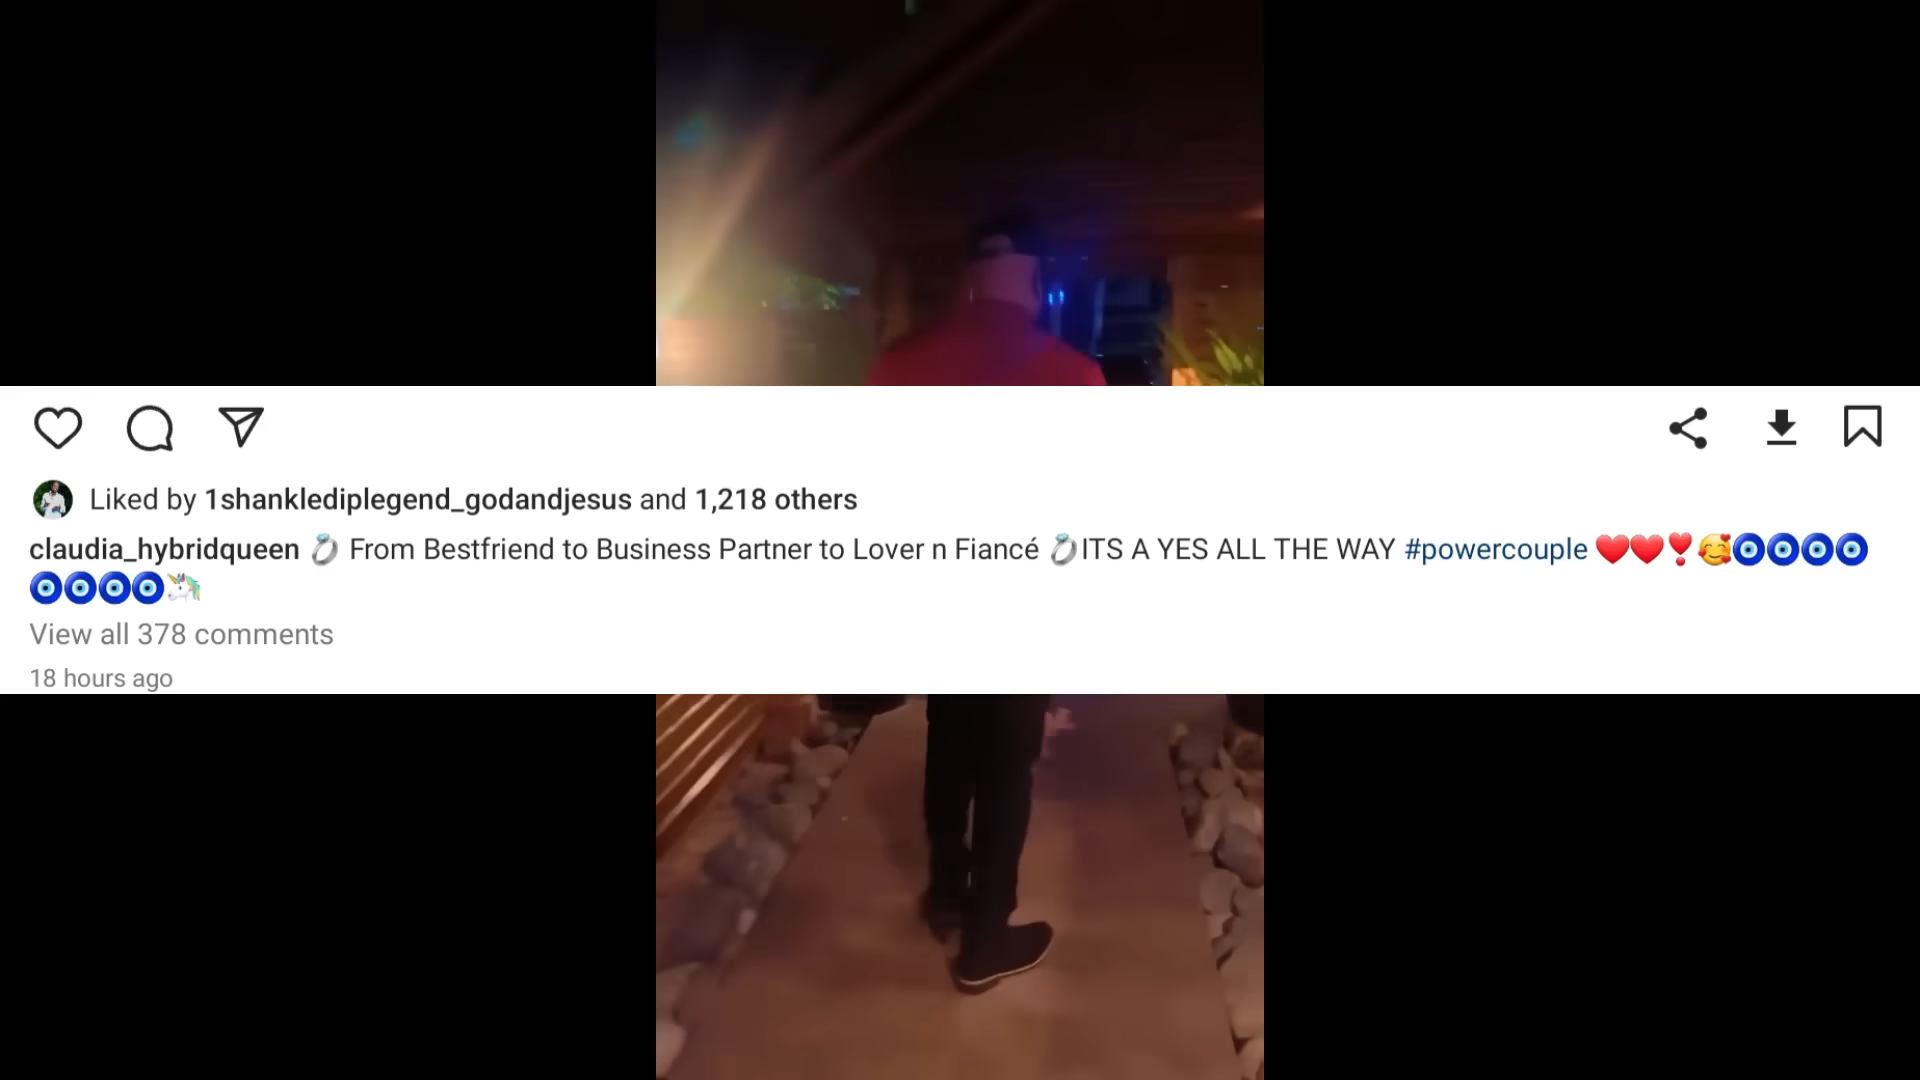 Liked by 1shanklediplegend_godandjesus and 1,218 others
claudia_hybridqueen 💍 From Bestfriend to Business Partner to Lover n Fiancé 💍ITS A YES ALL THE WAY #powercouple ❤️❤️❣️🥰🧿🧿🧿🧿
🧿🧿🧿🧿🦄
View all 378 comments
18 hours ago